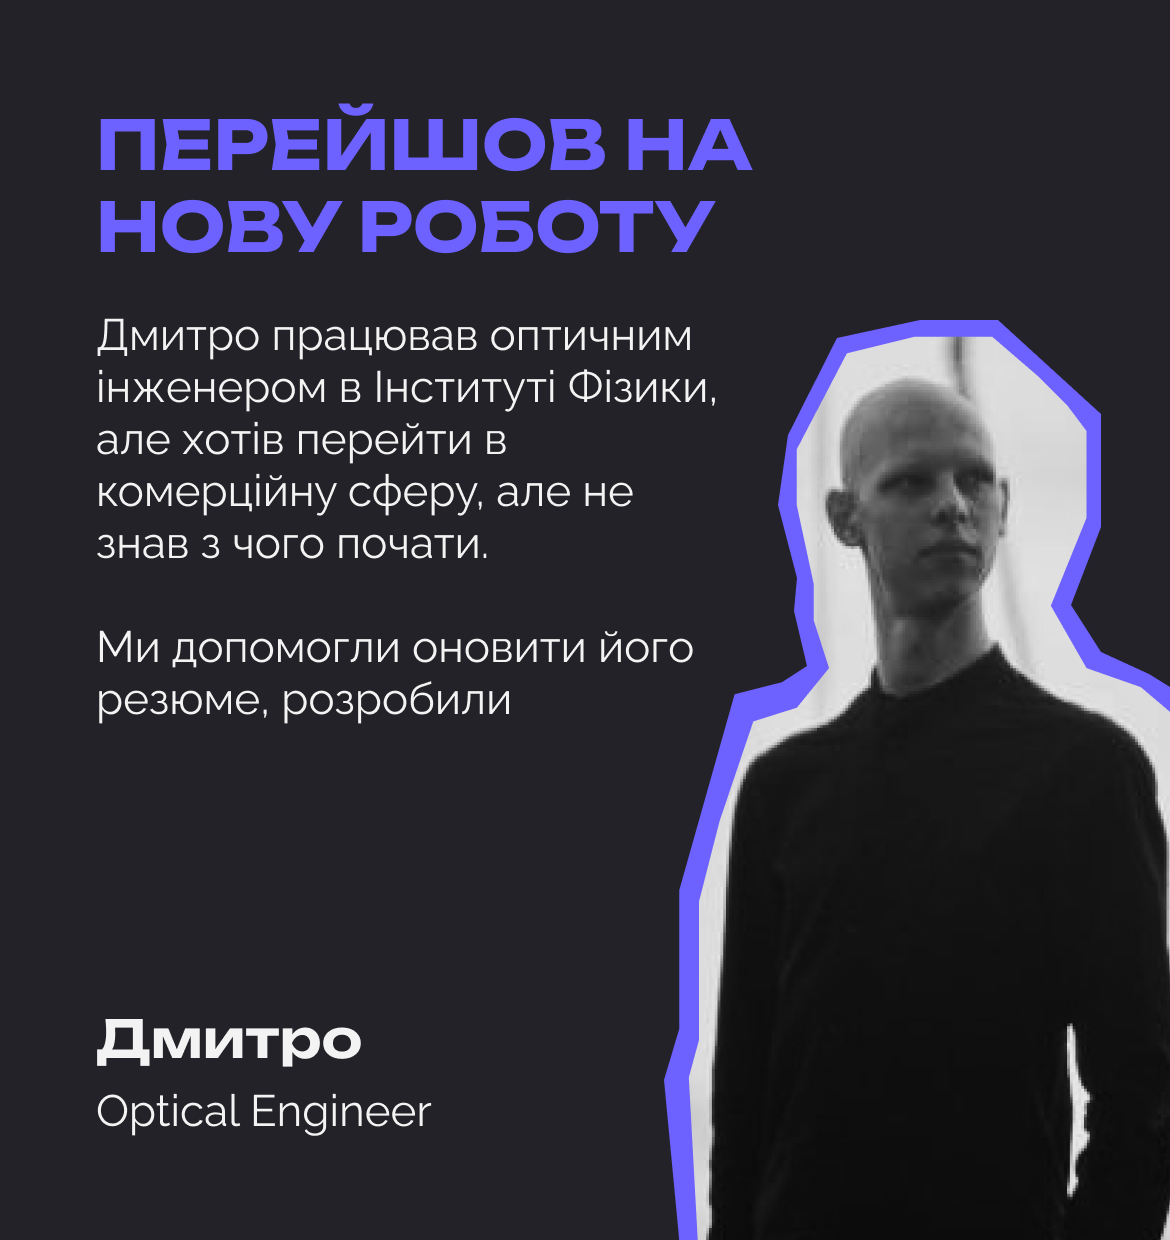 ПЕРЕЙШОВ НА
НОВУ РОБОТУ
Дмитро працював оптичним
інженером в Інституті Фізики,
але хотів перейти в
комерційну сферу, але не
знав з чого почати.
Ми допомогли оновити його
резюме, розробили
Дмитро
Optical Engineer